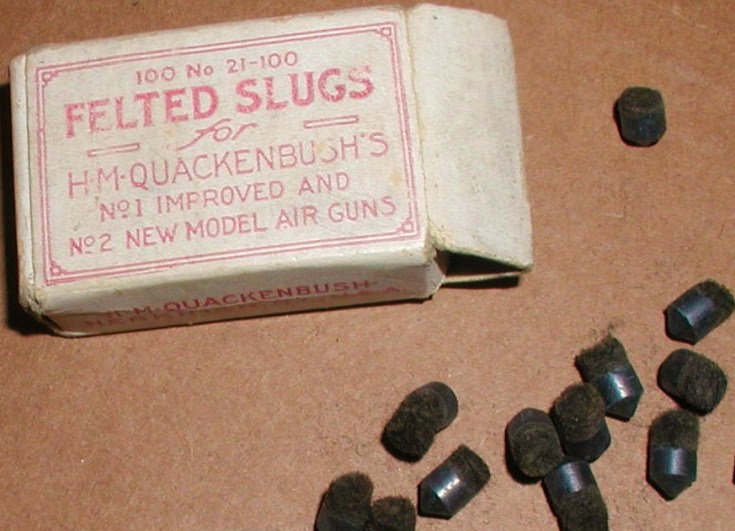 100 No 21-100
FELTED SLUGS
for
H·M·QUACKENBUSH'S
No1 IMPROVED AND
No2 NEW MODEL AIR GUNS
H·M·QUACKENBUSH